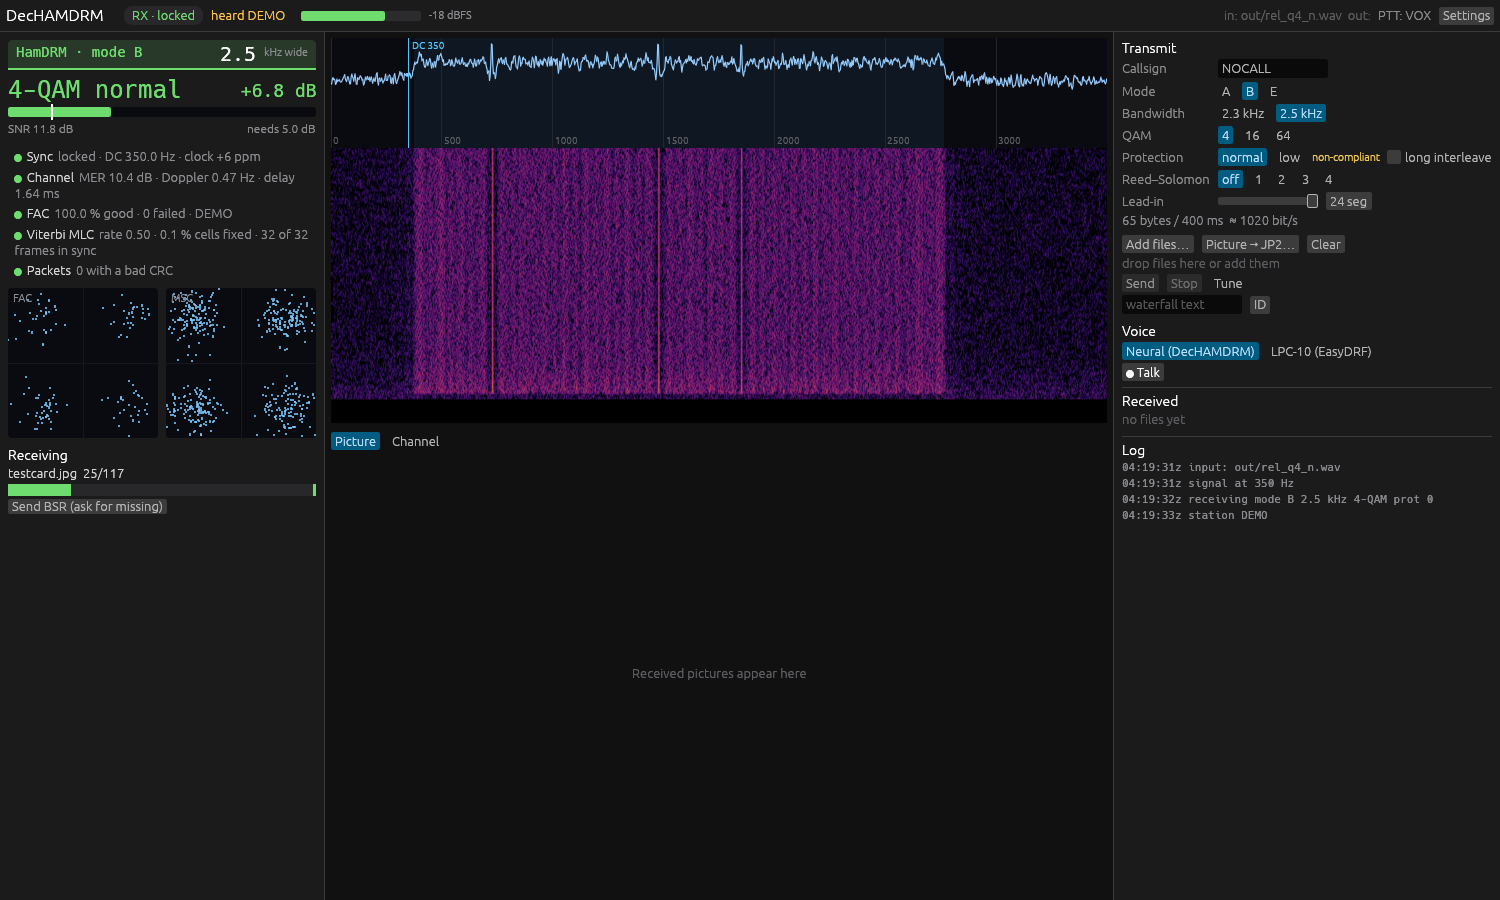 DecHAMDRM RX · locked heard DEMO -18 dBFS in: out/rel_q4_n.wav out: PTT: VOX Settings
HamDRM · mode B 2.5 kHz wide
4-QAM normal +6.8 dB
SNR 11.8 dB needs 5.0 dB
Sync locked · DC 350.0 Hz · clock +6 ppm
Channel MER 10.4 dB · Doppler 0.47 Hz · delay
1.64 ms
FAC 100.0 % good · 0 failed · DEMO
Viterbi MLC rate 0.50 · 0.1 % cells fixed · 32 of 32
frames in sync
Packets 0 with a bad CRC
FAC MSC
Receiving
testcard.jpg 25/117
Send BSR (ask for missing)
DC 350
0 500 1000 1500 2000 2500 3000
Picture Channel
Received pictures appear here
Transmit
Callsign NOCALL
Mode A B E
Bandwidth 2.3 kHz 2.5 kHz
QAM 4 16 64
Protection normal low non-compliant long interleave
Reed–Solomon off 1 2 3 4
Lead-in 24 seg
65 bytes / 400 ms ≈ 1020 bit/s
Add files… Picture → JP2… Clear
drop files here or add them
Send Stop Tune
waterfall text ID
Voice
Neural (DecHAMDRM) LPC-10 (EasyDRF)
Talk
Received
no files yet
Log
04:19:31z input: out/rel_q4_n.wav
04:19:31z signal at 350 Hz
04:19:32z receiving mode B 2.5 kHz 4-QAM prot 0
04:19:33z station DEMO